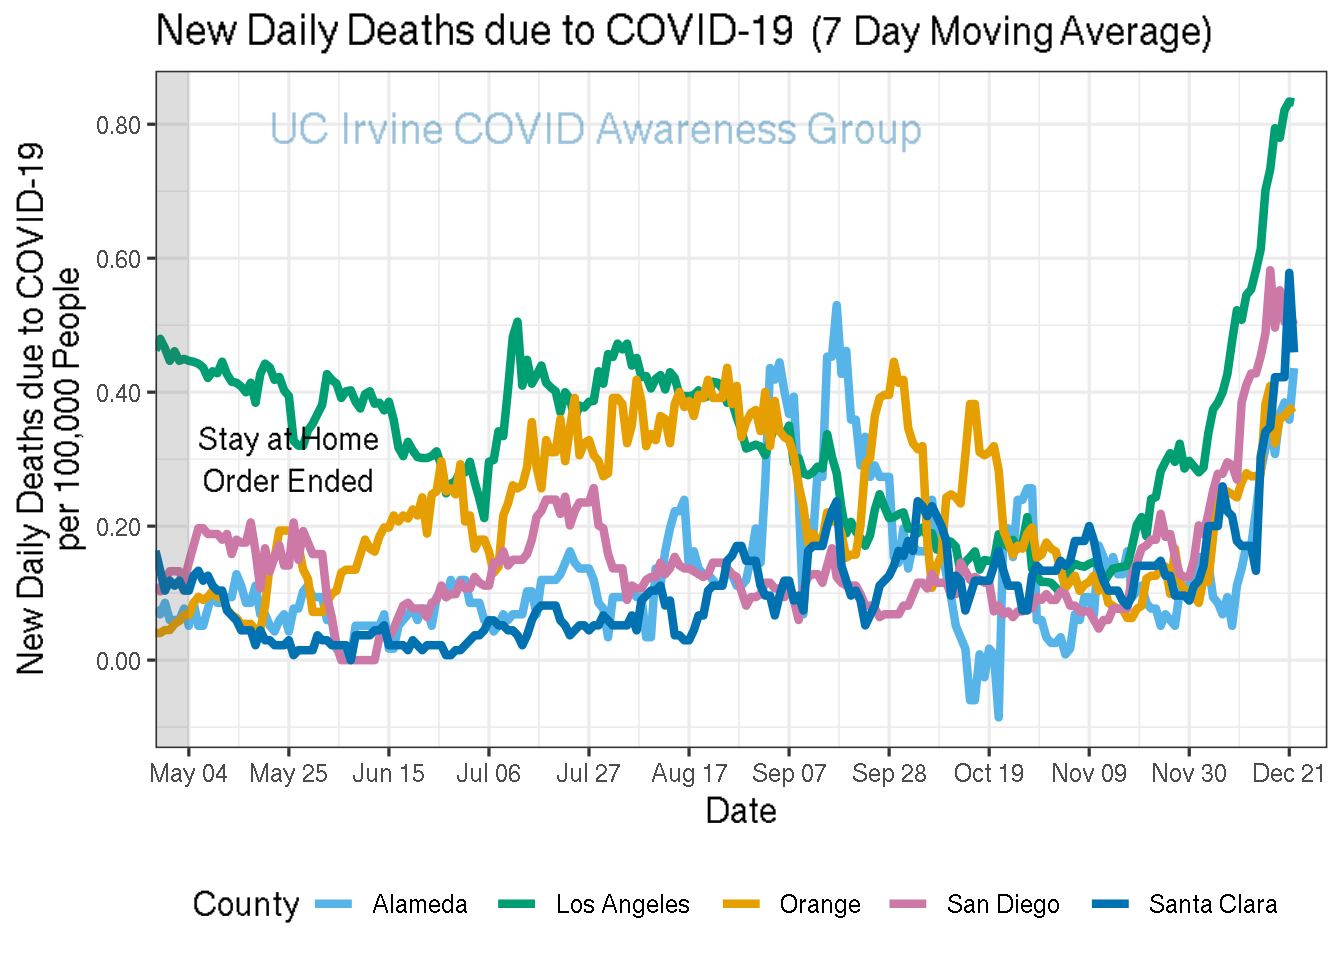 New Daily Deaths due to COVID-19 (7 Day Moving Average)
UC Irvine COVID Awareness Group
New Daily Deaths due to COVID-19
per 100,000 People
0.80
0.60
0.40
0.20
0.00
Stay at Home
Order Ended
May 04 May 25 Jun 15 Jul 06 Jul 27 Aug 17 Sep 07 Sep 28 Oct 19 Nov 09 Nov 30 Dec 21
Date
County Alameda Los Angeles Orange San Diego Santa Clara